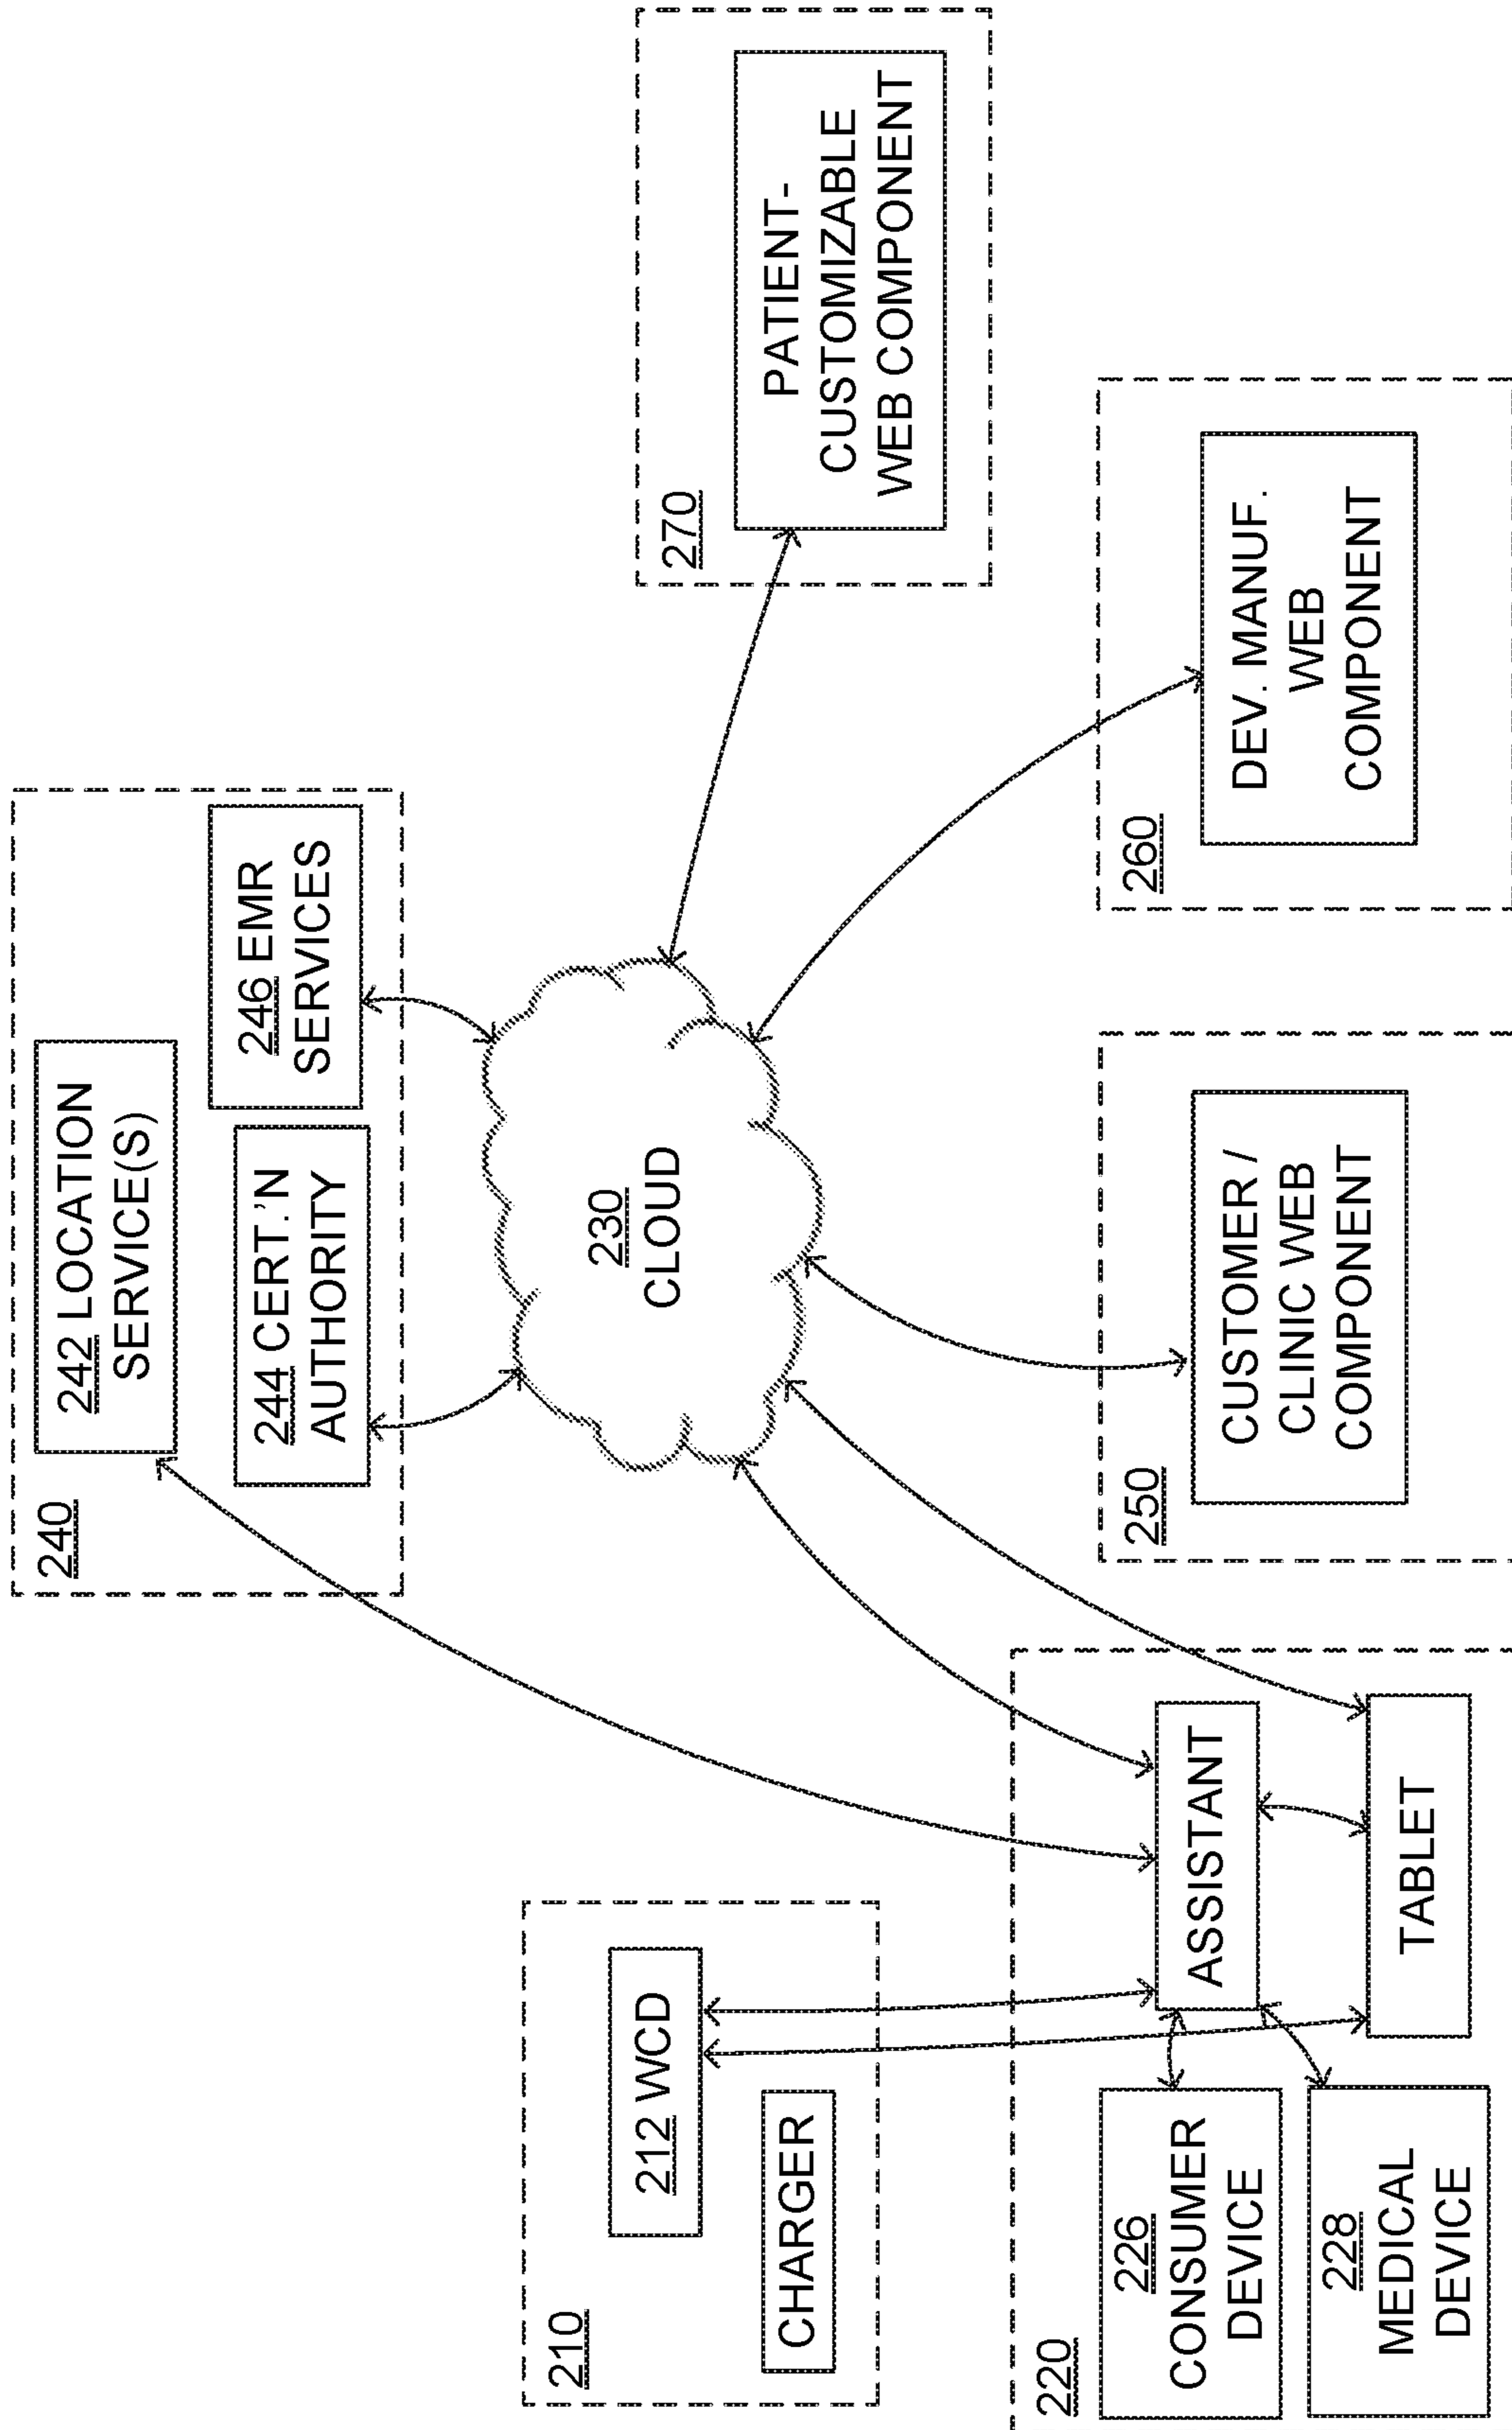 240
242 LOCATION
SERVICE(S)
244 CERT.'N
AUTHORITY
246 EMR
SERVICES
210
212 WCD
CHARGER
230
CLOUD
270
PATIENT-
CUSTOMIZABLE
WEB COMPONENT
220
226
CONSUMER
DEVICE
228
MEDICAL
DEVICE
ASSISTANT
TABLET
250
CUSTOMER /
CLINIC WEB
COMPONENT
260
DEV. MANUF.
WEB
COMPONENT